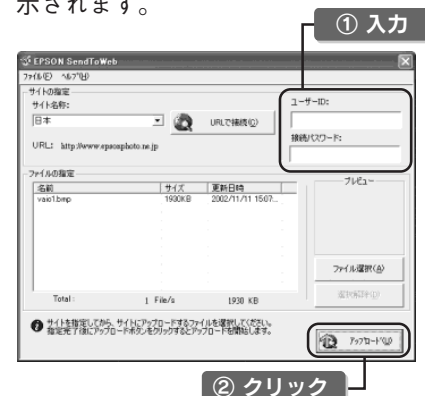 示されます。
① 入力
EPSON SendToWeb
ファイル(F) ヘルプ(H)
サイトの指定
サイト名称:
日本
URLで接続(C)
ユーザーID:
接続パスワード:
URL: http://www.epsonphoto.ne.jp
ファイルの指定
名前 サイズ 更新日時
vaio1.bmp 1930KB 2002/11/11 15:07...
プレビュー
ファイル選択(A)
選択解除(D)
Total: 1 File/s 1930 KB
サイトを指定してから、サイトにアップロードするファイルを選択してください。
指定完了後にアップロードボタンをクリックするとアップロードを開始します。
アップロード(U)
② クリック